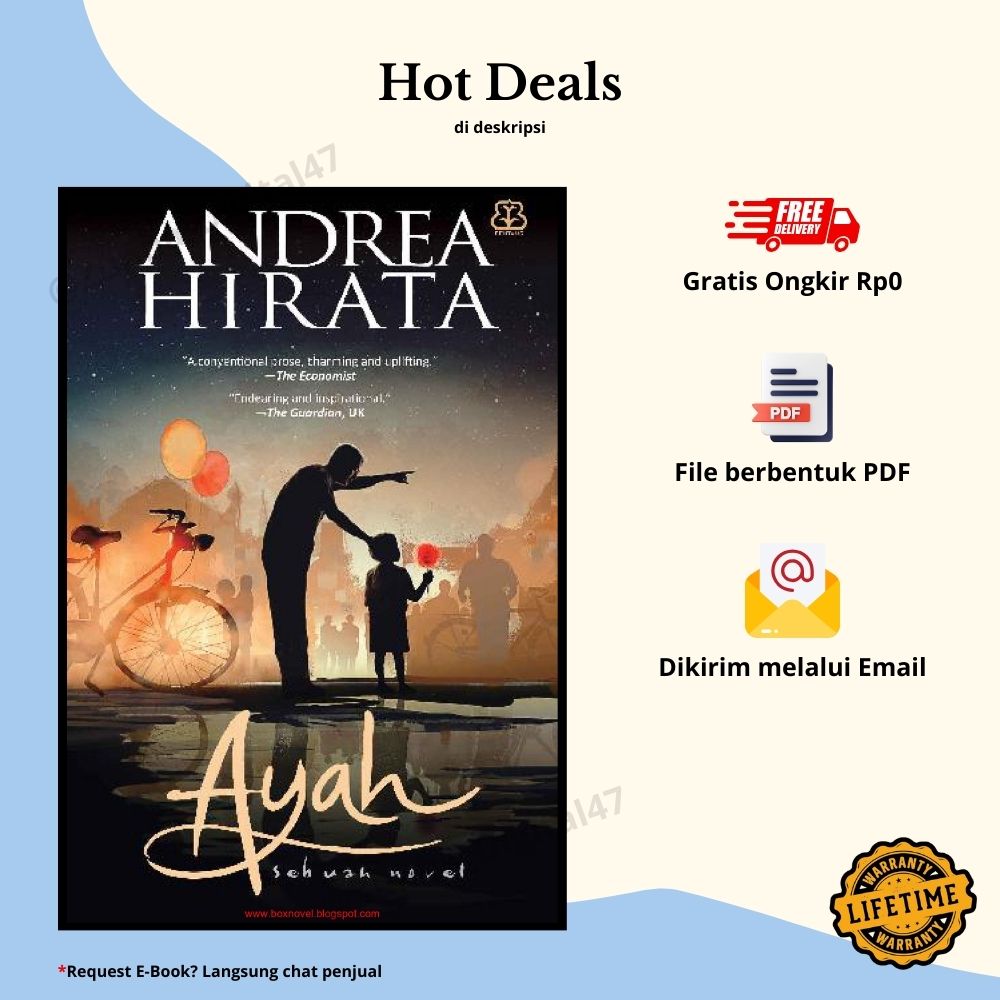 Hot Deals
di deskripsi
ANDREA
HIRATA
"A conventional prose, charming and uplifting."
—The Economist
"Endearing and inspirational."
—The Guardian, UK
Ayah
sebuah novel
www.boxnovel.blogspot.com
FREE
DELIVERY
Gratis Ongkir Rp0
PDF
File berbentuk PDF
@
Dikirim melalui Email
WARRANTY
LIFETIME
WARRANTY
*Request E-Book? Langsung chat penjual